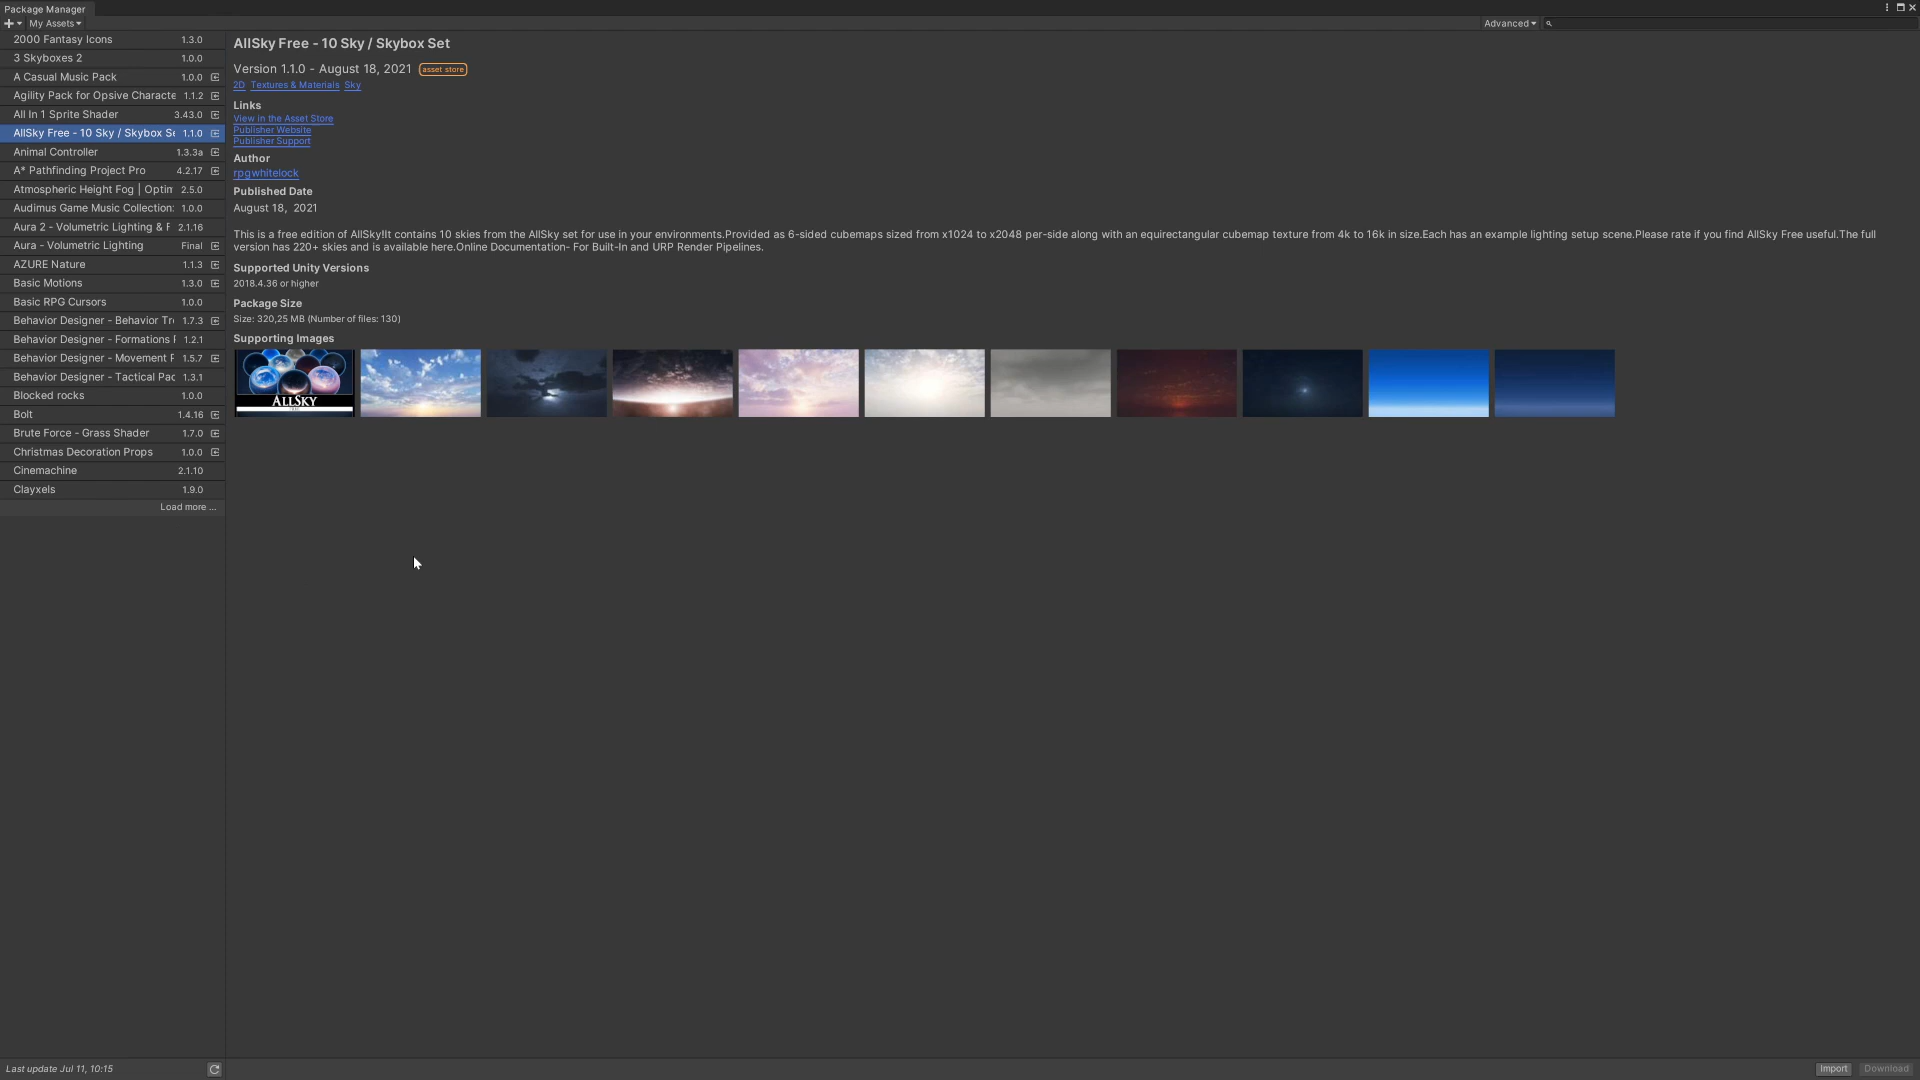 Package Manager
My Assets
Advanced
2000 Fantasy Icons 1.3.0
3 Skyboxes 2 1.0.0
A Casual Music Pack 1.0.0
Agility Pack for Opsive Characte 1.1.2
All In 1 Sprite Shader 3.43.0
AllSky Free - 10 Sky / Skybox Se 1.1.0
Animal Controller 1.3.3a
A* Pathfinding Project Pro 4.2.17
Atmospheric Height Fog | Optim 2.5.0
Audimus Game Music Collection: 1.0.0
Aura 2 - Volumetric Lighting & F 2.1.16
Aura - Volumetric Lighting Final
AZURE Nature 1.1.3
Basic Motions 1.3.0
Basic RPG Cursors 1.0.0
Behavior Designer - Behavior Tr 1.7.3
Behavior Designer - Formations 1.2.1
Behavior Designer - Movement P 1.5.7
Behavior Designer - Tactical Pac 1.3.1
Blocked rocks 1.0.0
Bolt 1.4.16
Brute Force - Grass Shader 1.7.0
Christmas Decoration Props 1.0.0
Cinemachine 2.1.10
Clayxels 1.9.0
Load more ...
AllSky Free - 10 Sky / Skybox Set
Version 1.1.0 - August 18, 2021 asset store
2D Textures & Materials Sky
Links
View in the Asset Store
Publisher Website
Publisher Support
Author
rpgwhitelock
Published Date
August 18, 2021
This is a free edition of AllSky!It contains 10 skies from the AllSky set for use in your environments.Provided as 6-sided cubemaps sized from x1024 to x2048 per-side along with an equirectangular cubemap texture from 4k to 16k in size.Each has an example lighting setup scene.Please rate if you find AllSky Free useful.The full
version has 220+ skies and is available here.Online Documentation- For Built-In and URP Render Pipelines.
Supported Unity Versions
2018.4.36 or higher
Package Size
Size: 320,25 MB (Number of files: 130)
Supporting Images
ALLSKY
Last update Jul 11, 10:15
Import Download